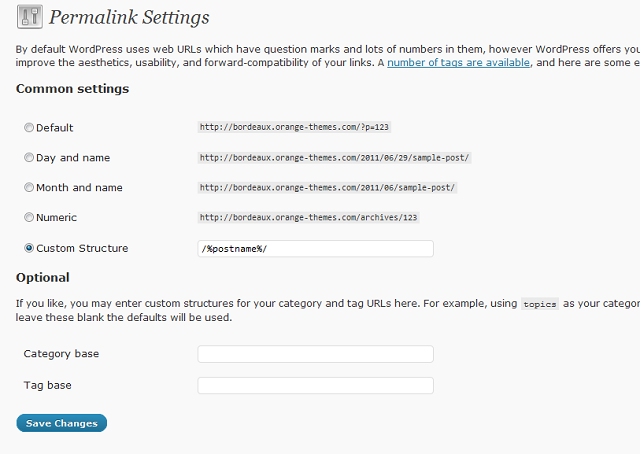 Permalink Settings
By default WordPress uses web URLs which have question marks and lots of numbers in them, however WordPress offers you
improve the aesthetics, usability, and forward-compatibility of your links. A number of tags are available, and here are some e
Common settings
Default http://bordeaux.orange-themes.com/?p=123
Day and name http://bordeaux.orange-themes.com/2011/06/29/sample-post/
Month and name http://bordeaux.orange-themes.com/2011/06/sample-post/
Numeric http://bordeaux.orange-themes.com/archives/123
Custom Structure /%postname%/
Optional
If you like, you may enter custom structures for your category and tag URLs here. For example, using topics as your categor
leave these blank the defaults will be used.
Category base
Tag base
Save Changes